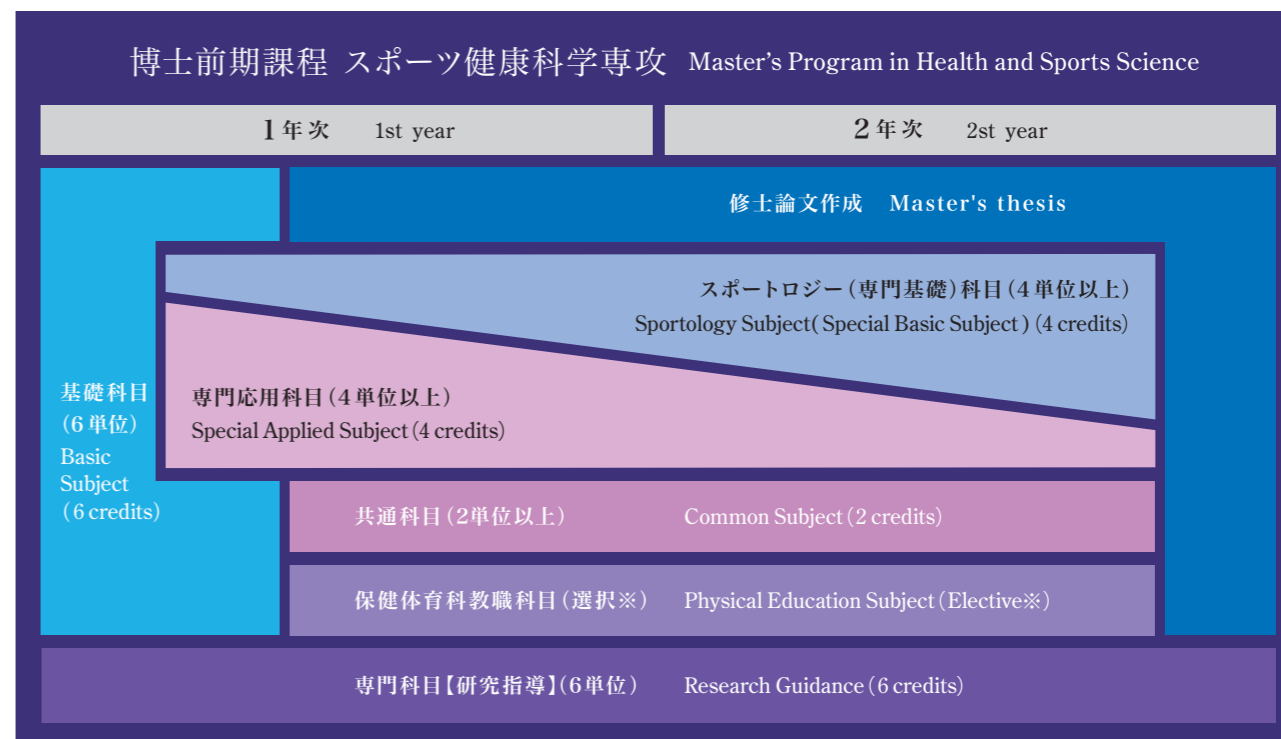 博士前期課程 スポーツ健康科学専攻 Master's Program in Health and Sports Science
1年次 1st year
2年次 2st year
修士論文作成 Master's thesis
スポートロジー(専門基礎)科目(4単位以上)
Sportology Subject(Special Basic Subject)(4 credits)
基礎科目
(6単位)
Basic
Subject
(6 credits)
専門応用科目(4単位以上)
Special Applied Subject(4 credits)
共通科目(2単位以上) Common Subject(2 credits)
保健体育科教職科目(選択※) Physical Education Subject(Elective※)
専門科目【研究指導】(6単位) Research Guidance(6 credits)